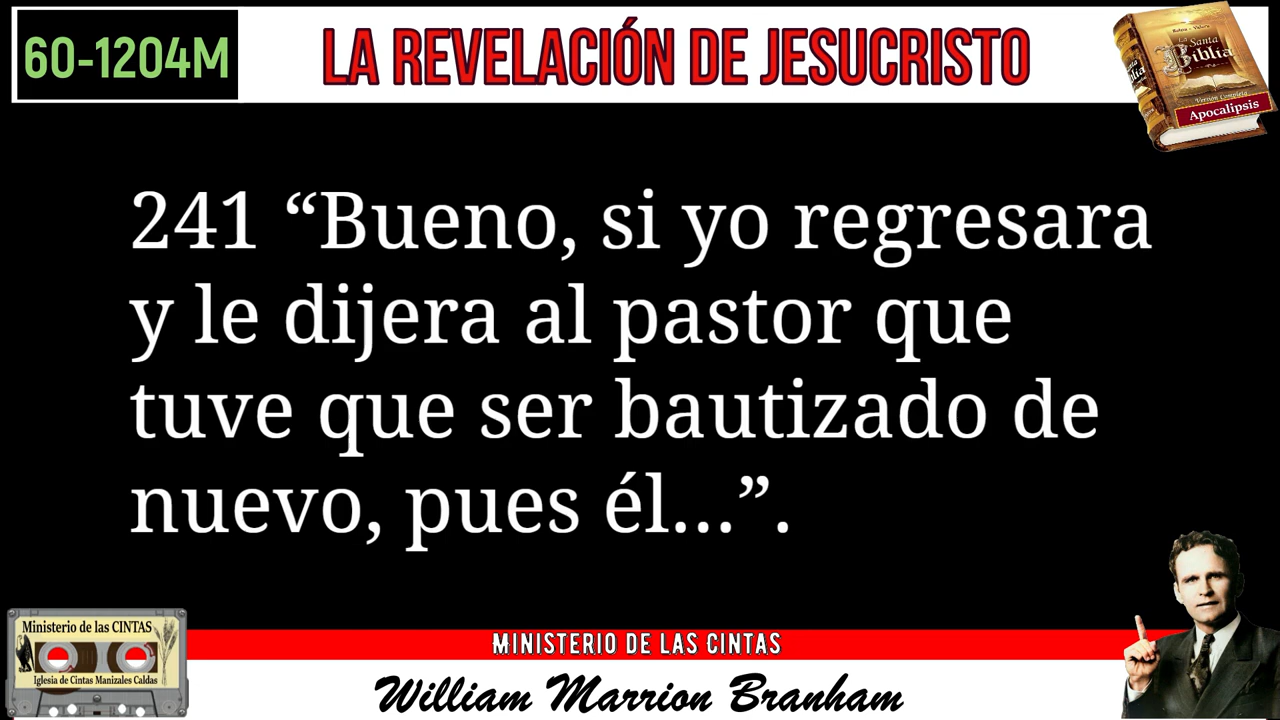 60-1204M
LA REVELACIÓN DE JESUCRISTO
La Santa
Biblia
Versión Completa
Apocalipsis
241 “Bueno, si yo regresara
y le dijera al pastor que
tuve que ser bautizado de
nuevo, pues él...”.
Ministerio de las CINTAS
Iglesia de Cintas Manizales Caldas
MINISTERIO DE LAS CINTAS
William Marrion Branham